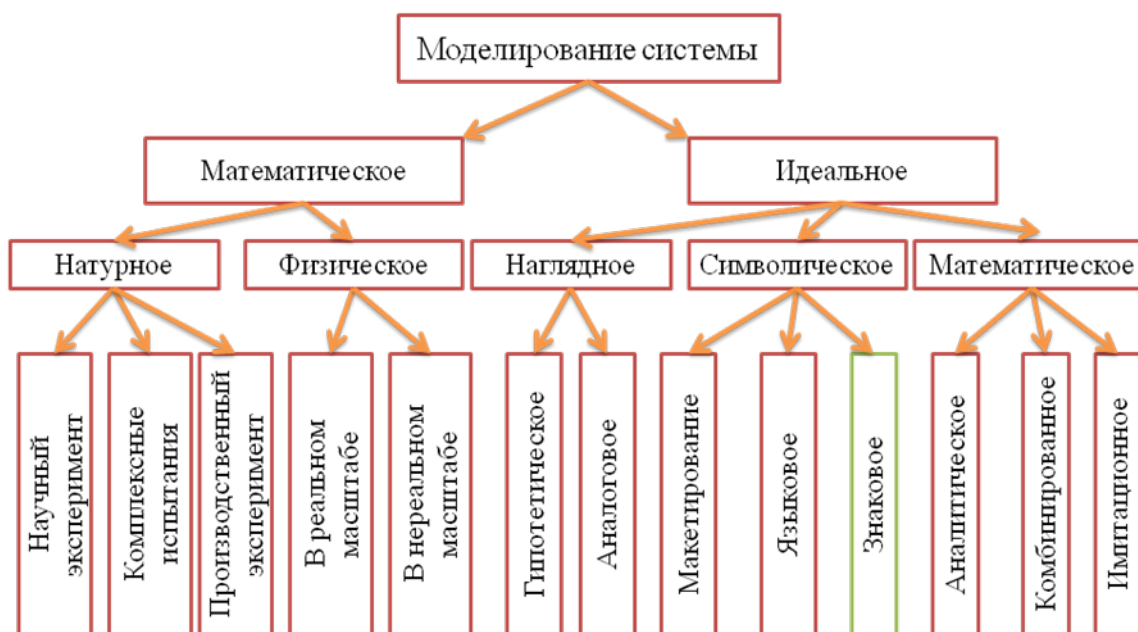 Моделирование системы
Математическое
Идеальное
Натурное
Физическое
Наглядное
Символическое
Математическое
Научный
эксперимент
Комплексные
испыгания
Производственный
эксперимент
В реальном
масштабе
В нереальном
масштабе
Гипотетическое
Аналоговое
Макетирование
Языковое
Знаковое
Аналитическое
Комбинированное
Имитационное